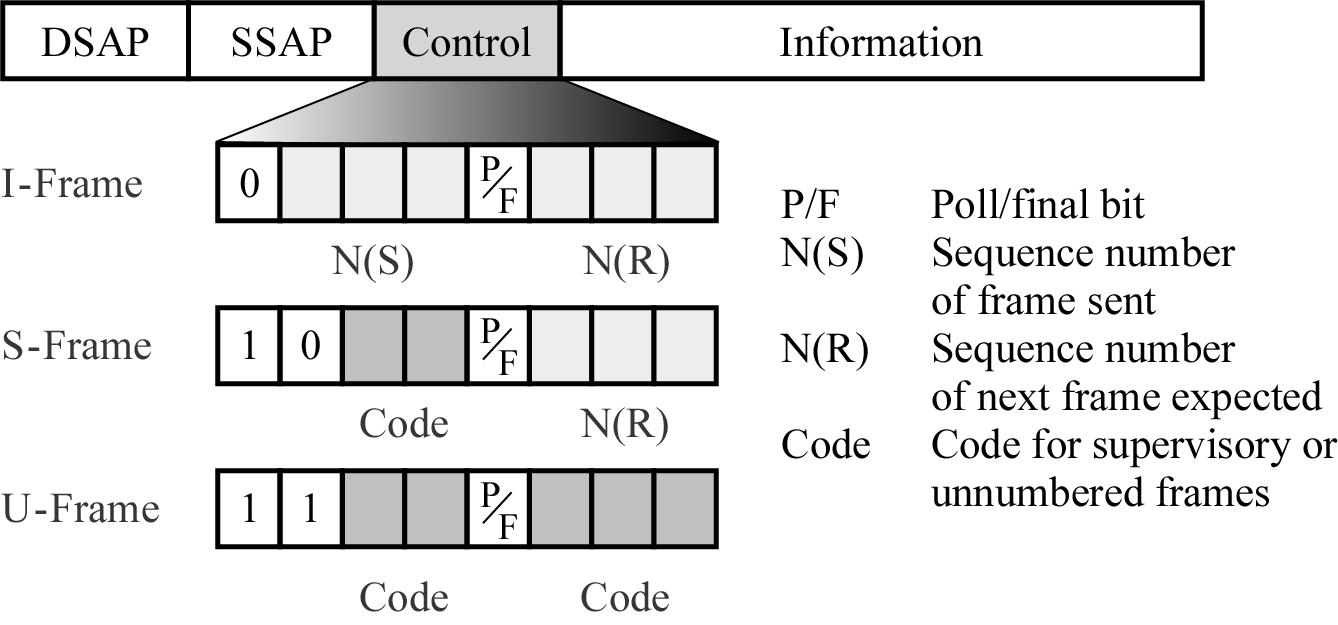 DSAP SSAP Control Information
I-Frame 0 P/F
N(S) N(R)
S-Frame 1 0 P/F
Code N(R)
U-Frame 1 1 P/F
Code Code
P/F Poll/final bit
N(S) Sequence number
of frame sent
N(R) Sequence number
of next frame expected
Code Code for supervisory or
unnumbered frames